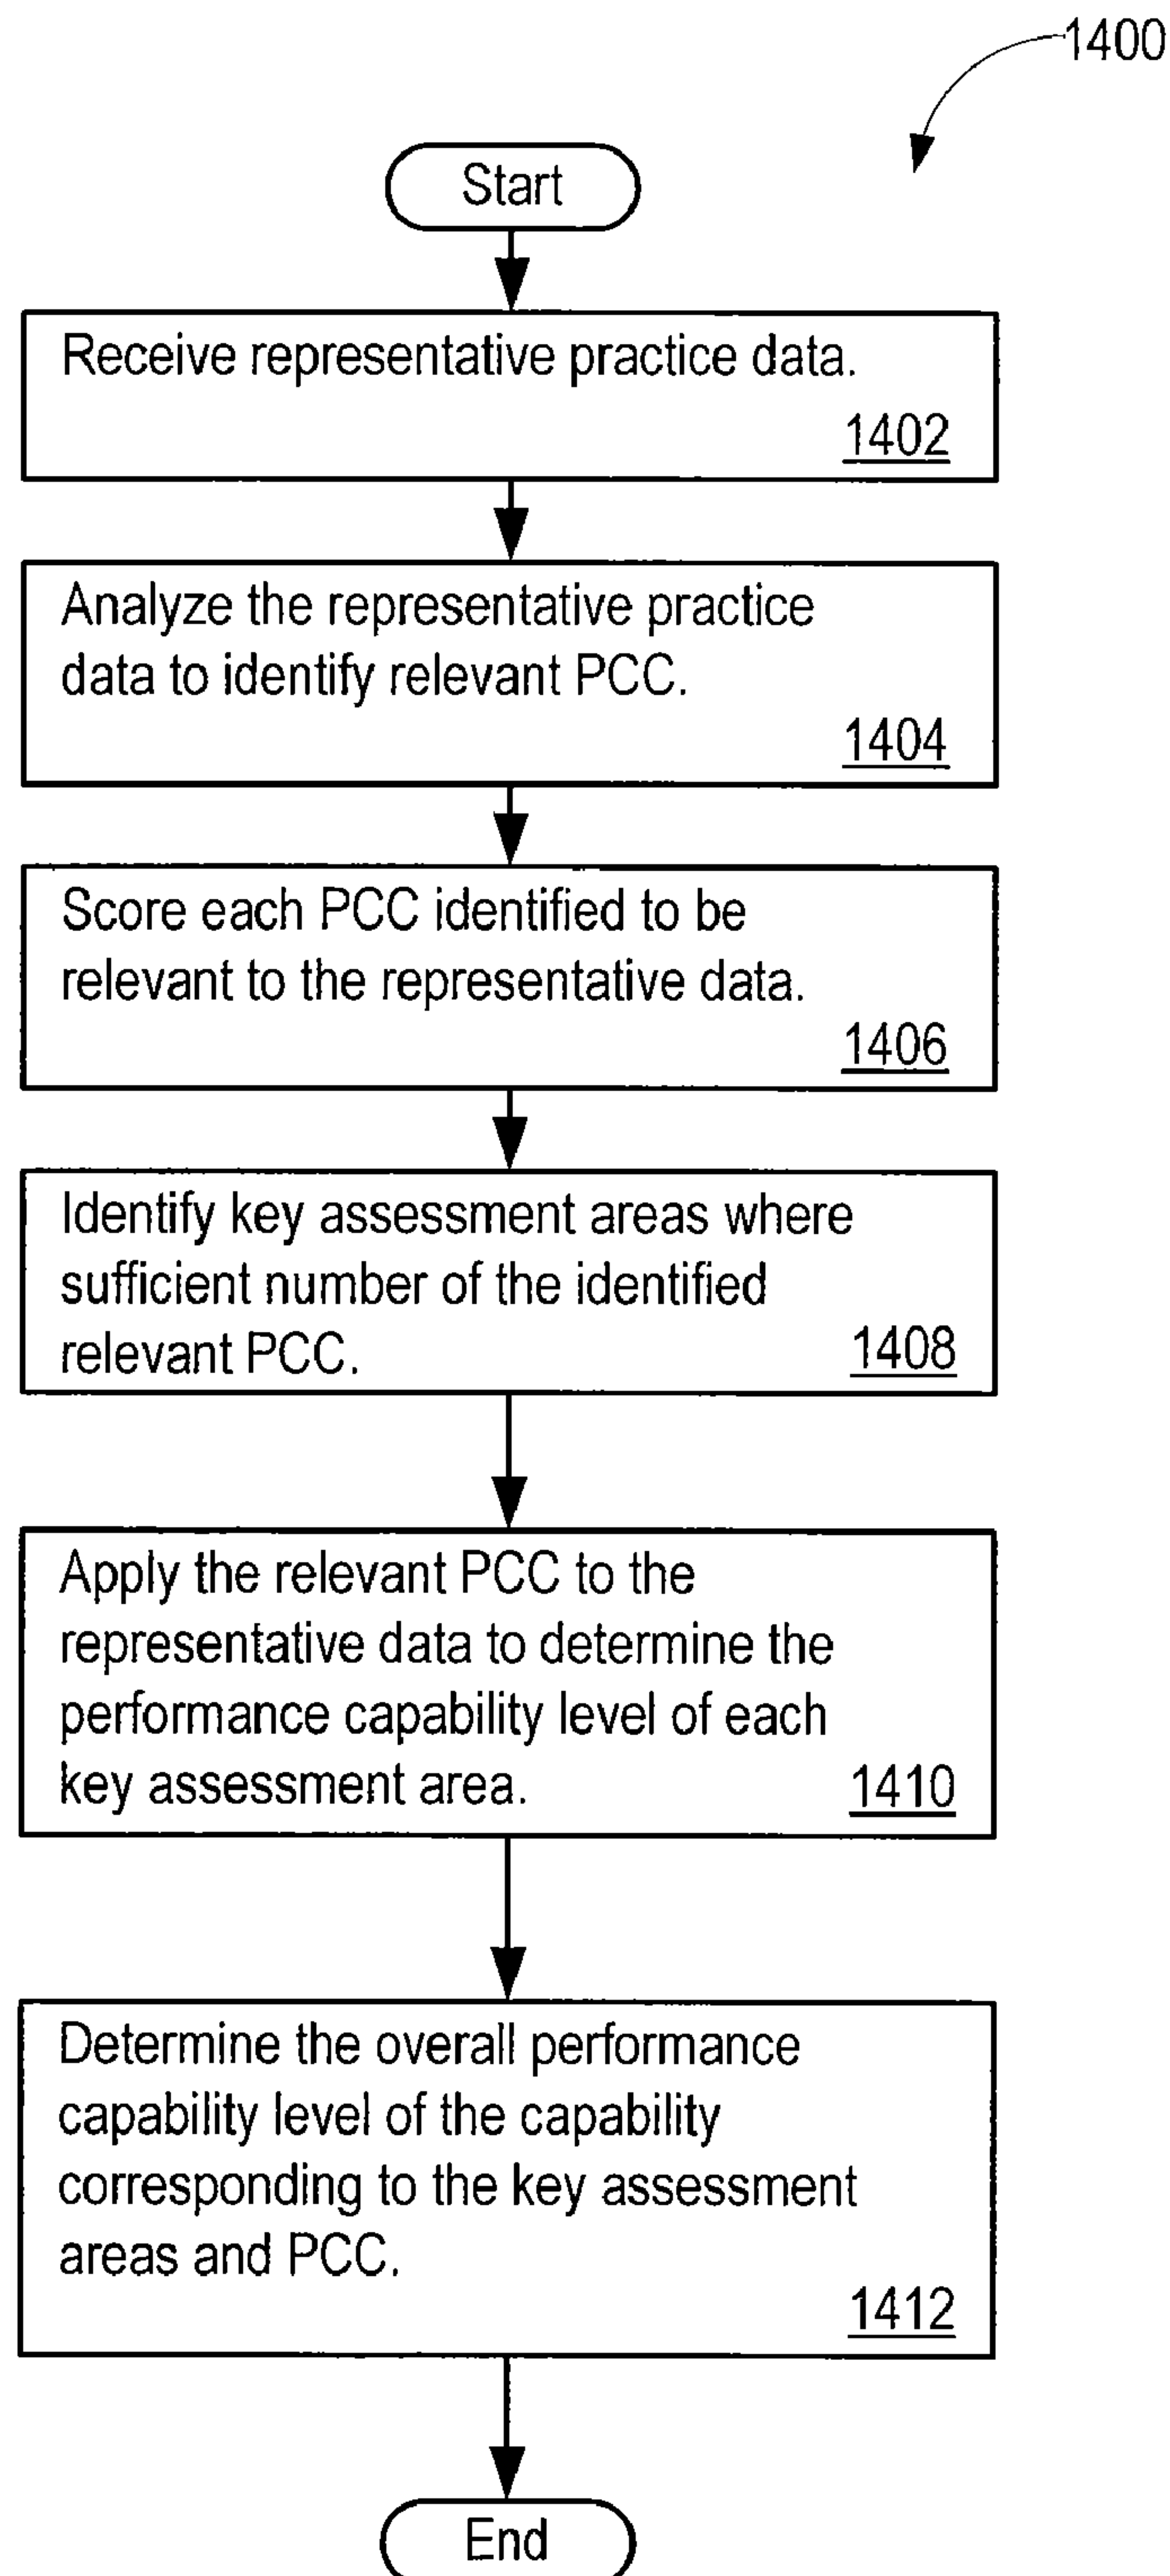 1400
Start
Receive representative practice data.
1402
Analyze the representative practice
data to identify relevant PCC.
1404
Score each PCC identified to be
relevant to the representative data.
1406
Identify key assessment areas where
sufficient number of the identified
relevant PCC.
1408
Apply the relevant PCC to the
representative data to determine the
performance capability level of each
key assessment area.
1410
Determine the overall performance
capability level of the capability
corresponding to the key assessment
areas and PCC.
1412
End